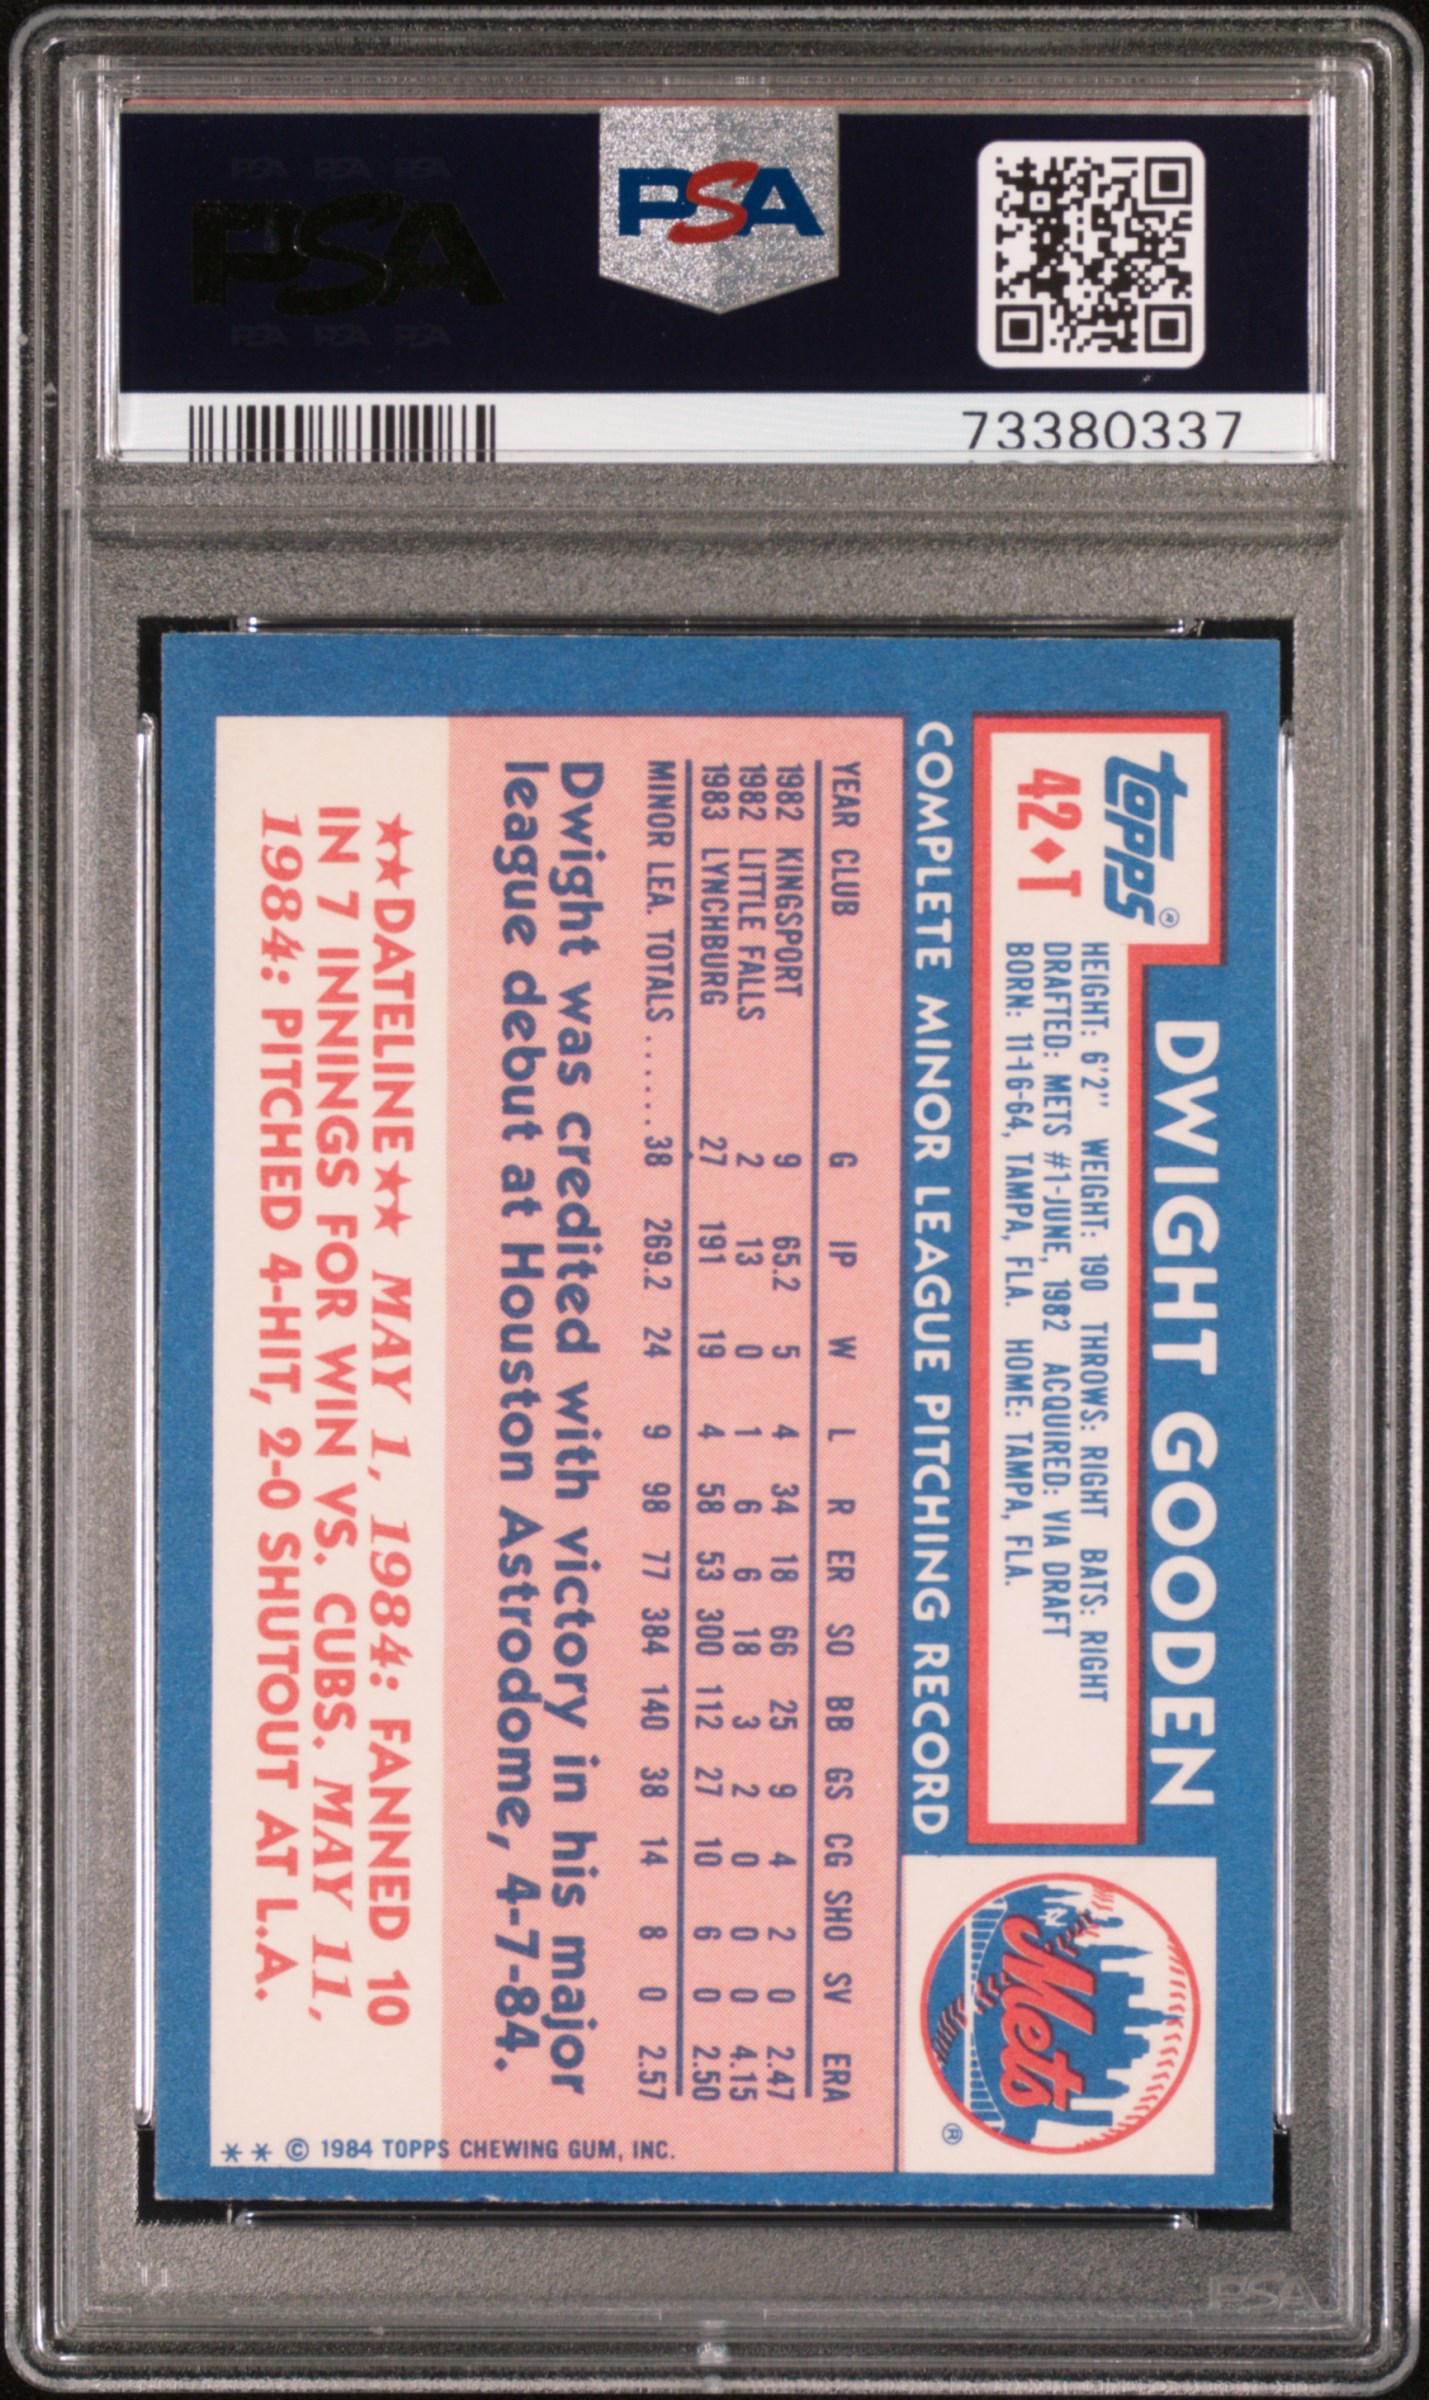 PSA PSA PSA
PSA
PSA PSA PSA
PSA
73380337
DWIGHT GOODEN
Topps®
42♦T
HEIGHT: 6'2" WEIGHT: 190 THROWS: RIGHT BATS: RIGHT
DRAFTED: METS #1-JUNE, 1982 ACQUIRED: VIA DRAFT
BORN: 11-16-64, TAMPA, FLA. HOME: TAMPA, FLA.
Mets
®
COMPLETE MINOR LEAGUE PITCHING RECORD
YEAR CLUB G IP W L R ER SO BB GS CG SHO SV ERA
1982 KINGSPORT 9 65.2 5 4 34 18 66 25 9 4 2 0 2.47
1982 LITTLE FALLS 2 13 0 1 6 6 18 3 2 0 0 0 4.15
1983 LYNCHBURG 27 191 19 4 58 53 300 112 27 10 6 0 2.50
MINOR LEA. TOTALS ...... 38 269.2 24 9 98 77 384 140 38 14 8 0 2.57
Dwight was credited with victory in his major
league debut at Houston Astrodome, 4-7-84.
★★DATELINE★★ MAY 1, 1984: FANNED 10
IN 7 INNINGS FOR WIN VS. CUBS. MAY 11,
1984: PITCHED 4-HIT, 2-0 SHUTOUT AT L.A.
** © 1984 TOPPS CHEWING GUM, INC.
PSA